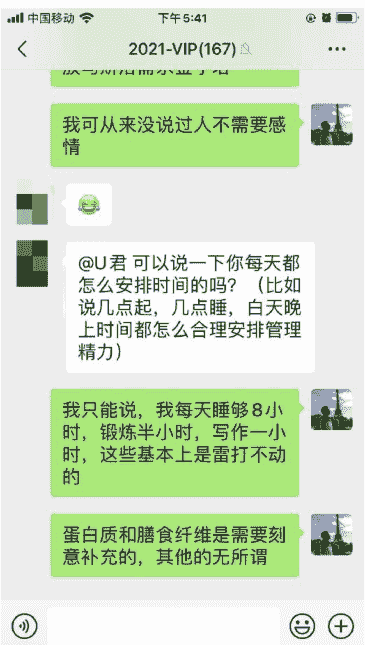 中国移动
下午5:41
2021-VIP(167)
我可从来没说过人不需要感
情
@U君 可以说一下你每天都
怎么安排时间的吗？（比如
说几点起，几点睡，白天晚
上时间都怎么合理安排管理
精力）
我只能说，我每天睡够8小
时，锻炼半小时，写作一小
时，这些基本上是雷打不动
的
蛋白质和膳食纤维是需要刻
意补充的，其他的无所谓